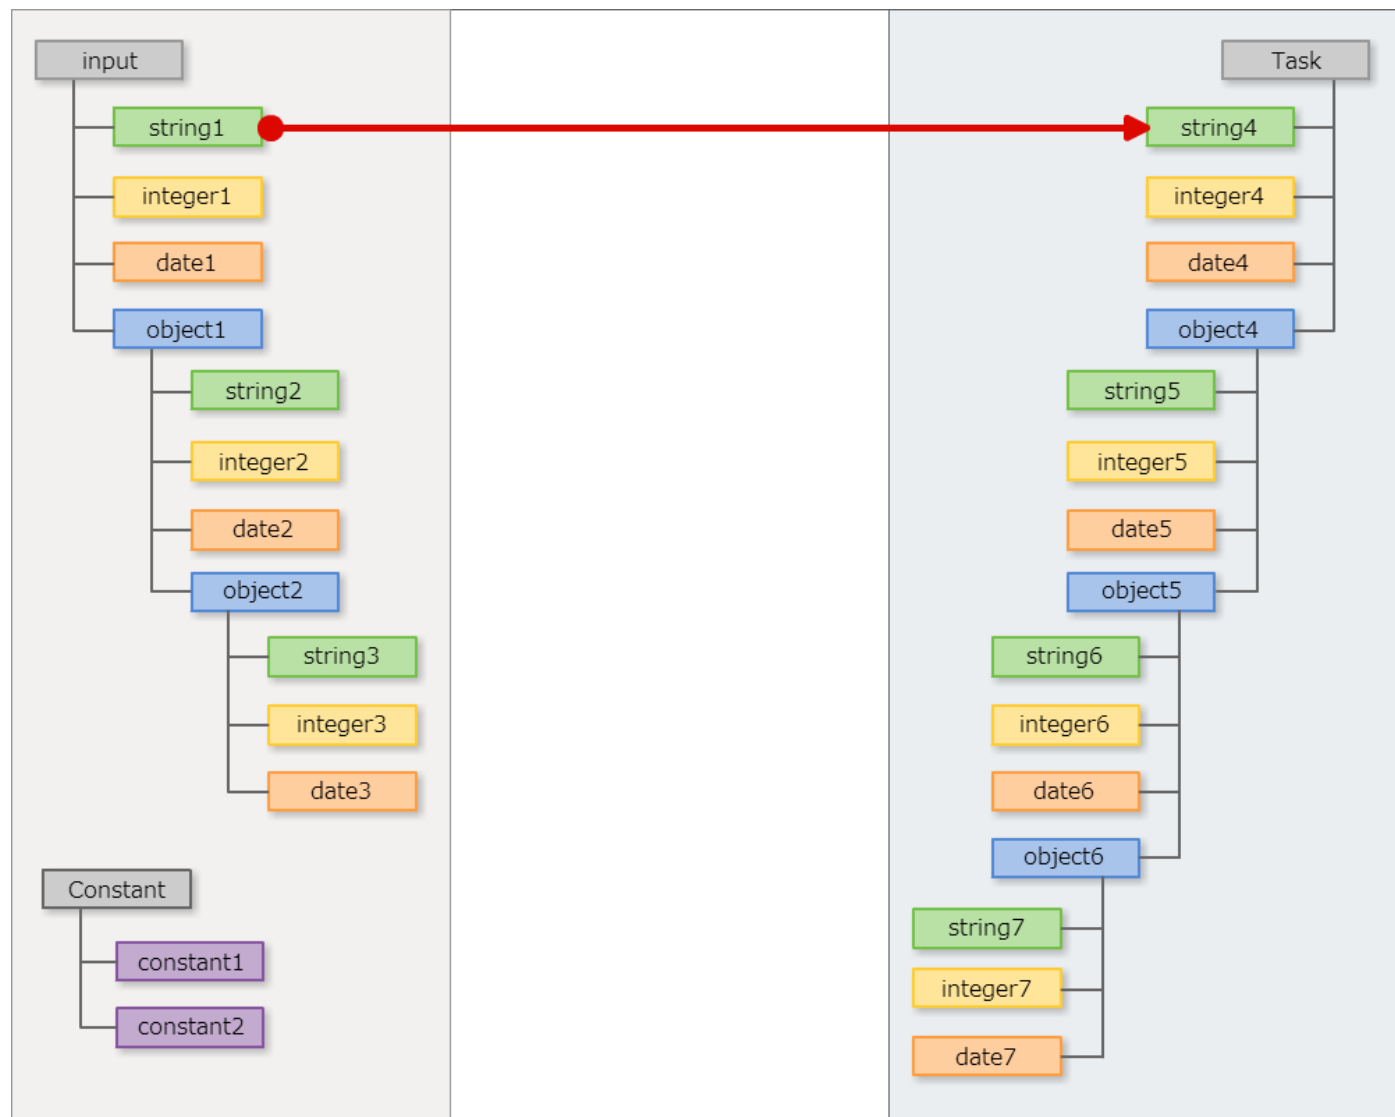 input
string1
integer1
date1
object1
string2
integer2
date2
object2
string3
integer3
date3
Constant
constant1
constant2
Task
string4
integer4
date4
object4
string5
integer5
date5
object5
string6
integer6
date6
object6
string7
integer7
date7